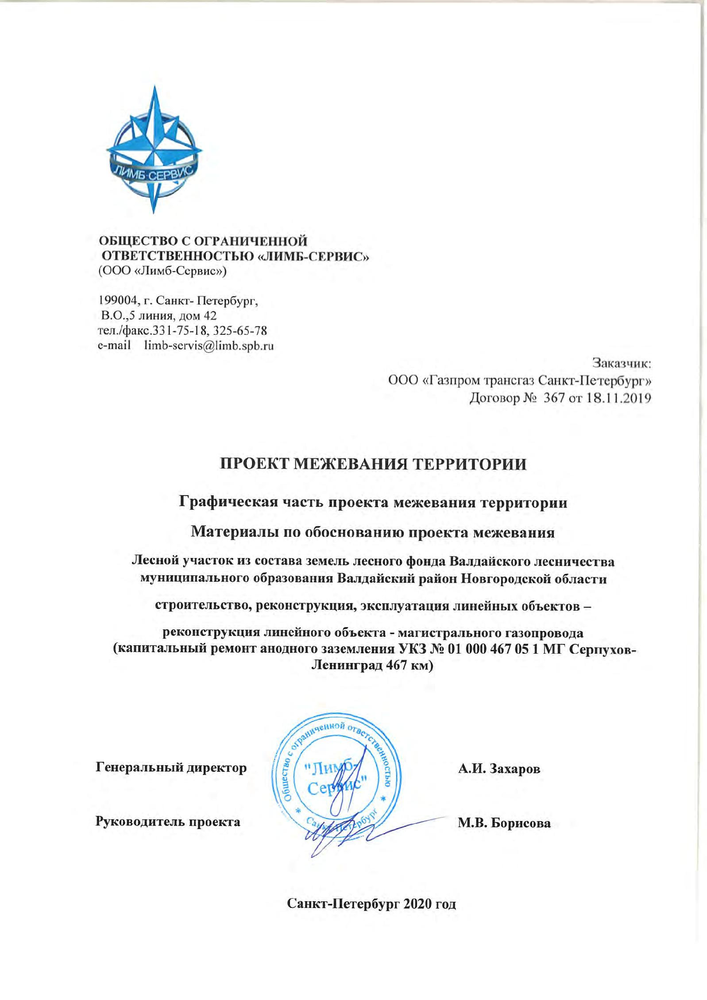 ЛИМБ-СЕРВИС
ОБЩЕСТВО С ОГРАНИЧЕННОЙ
ОТВЕТСТВЕННОСТЬЮ «ЛИМБ-СЕРВИС»
(ООО «Лимб-Сервис»)
199004, г. Санкт- Петербург,
В.О.,5 линия, дом 42
тел./факс.331-75-18, 325-65-78
e-mail limb-servis@limb.spb.ru
Заказчик:
ООО «Газпром трансгаз Санкт-Петербург»
Договор № 367 от 18.11.2019
ПРОЕКТ МЕЖЕВАНИЯ ТЕРРИТОРИИ
Графическая часть проекта межевания территории
Материалы по обоснованию проекта межевания
Лесной участок из состава земель лесного фонда Валдайского лесничества
муниципального образования Валдайский район Новгородской области
строительство, реконструкция, эксплуатация линейных объектов –
реконструкция линейного объекта - магистрального газопровода
(капитальный ремонт анодного заземления УКЗ № 01 000 467 05 1 МГ Серпухов-
Ленинград 467 км)
Общество с ограниченной ответственностью
"Лимб-
Сервис"
* Санкт-Петербург *
Генеральный директор А.И. Захаров
Руководитель проекта М.В. Борисова
Санкт-Петербург 2020 год